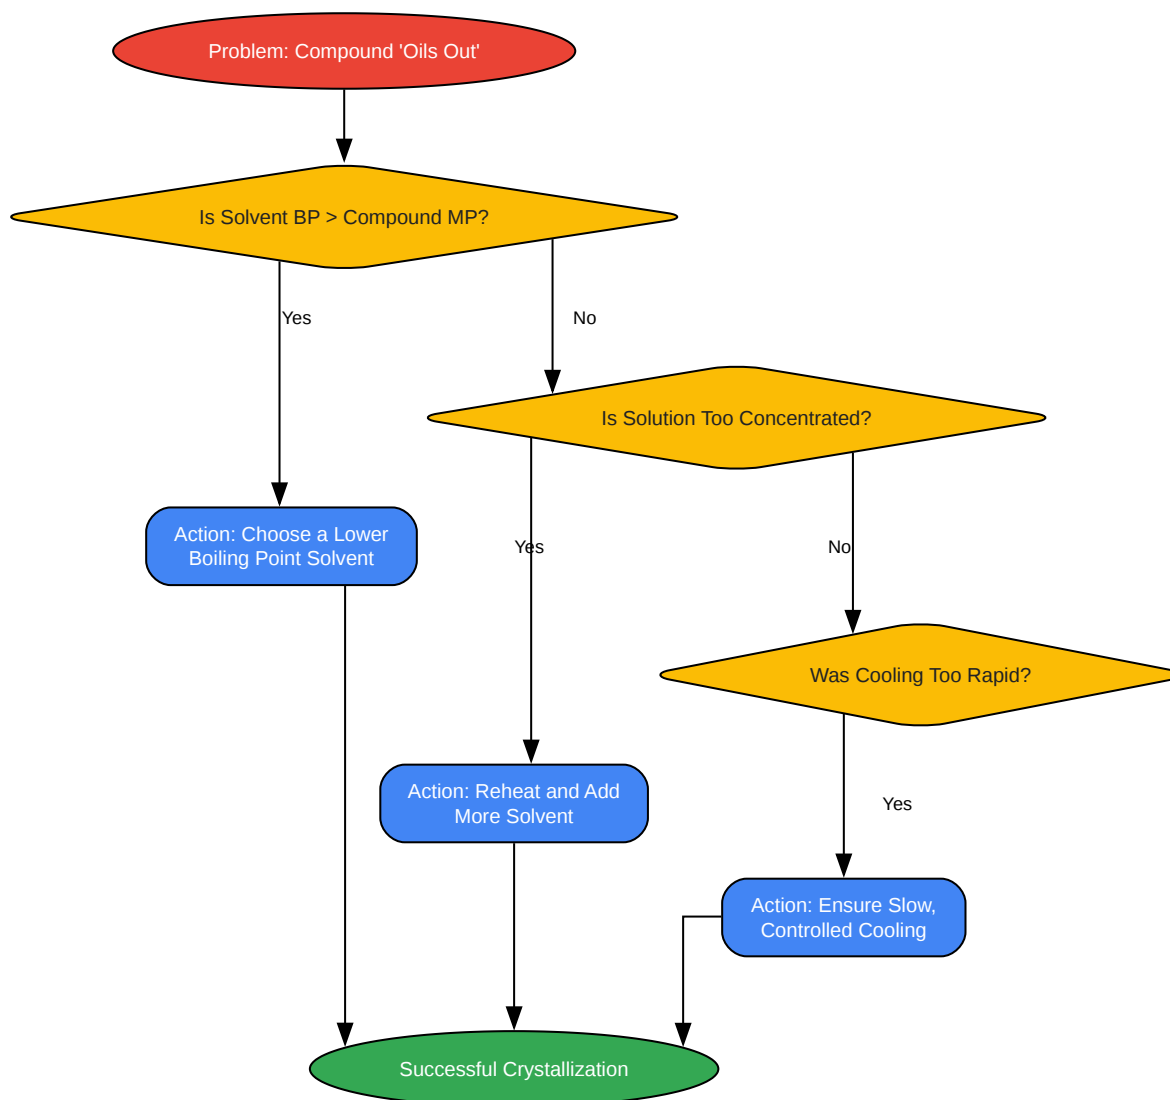 Problem: Compound 'Oils Out'
Is Solvent BP > Compound MP?
Yes
No
Is Solution Too Concentrated?
Action: Choose a Lower
Boiling Point Solvent
Yes
No
Was Cooling Too Rapid?
Action: Reheat and Add
More Solvent
Yes
Action: Ensure Slow,
Controlled Cooling
Successful Crystallization